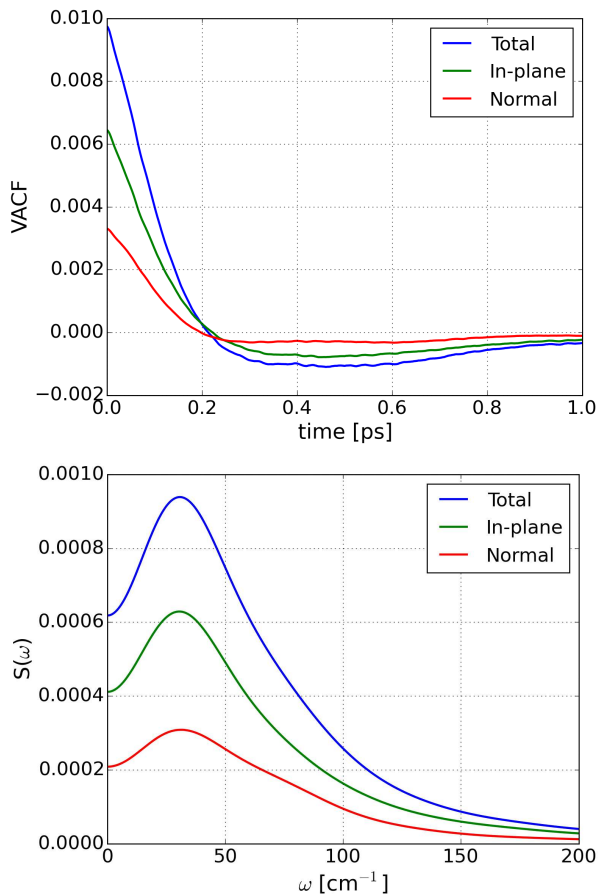 0.010
0.008
0.006
0.004
0.002
0.000
−0.002
VACF
Total
In-plane
Normal
0.0 0.2 0.4 0.6 0.8 1.0
time [ps]
0.0010
0.0008
0.0006
0.0004
0.0002
0.0000
S(ω)
Total
In-plane
Normal
0 50 100 150 200
ω [cm⁻¹]